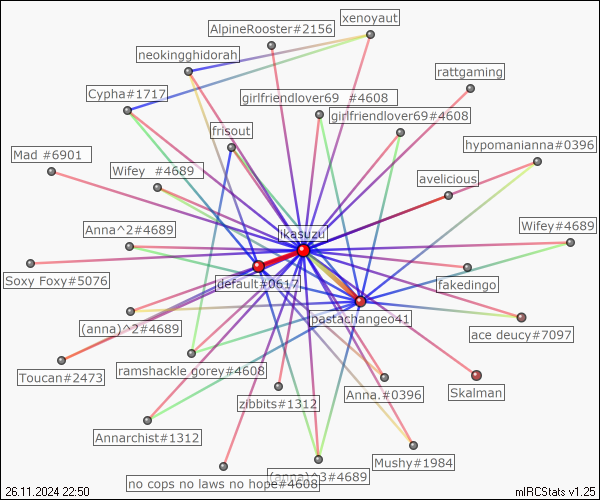 xenoyaut
AlpineRooster#2156
neokingghidorah
rattgaming
Cypha#1717
girlfriendlover69 #4608
girlfriendlover69#4608
frisout
hypomanianna#0396
Mad #6901
Wifey #4689
avelicious
Anna^2#4689
ikasuzu
Wifey#4689
Soxy Foxy#5076
default#0617
fakedingo
pastachangeo41
(anna)^2#4689
ace deucy#7097
Toucan#2473
ramshackle gorey#4608
Anna.#0396
Skalman
zibbits#1312
Annarchist#1312
Mushy#1984
(anna)^3#4689
no cops no laws no hope#4608
26.11.2024 22:50
mIRCStats v1.25